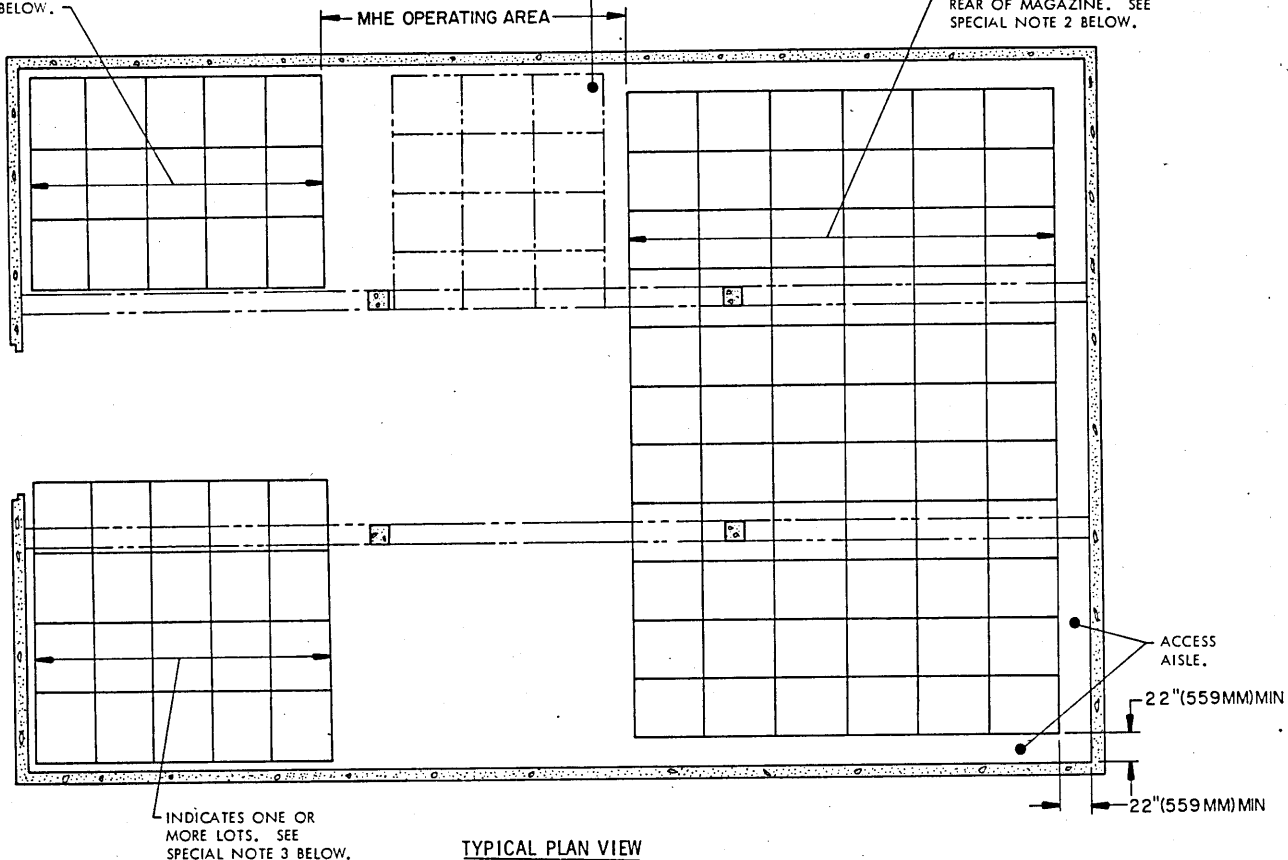 BELOW.
MHE OPERATING AREA
REAR OF MAGAZINE. SEE
SPECIAL NOTE 2 BELOW.
ACCESS
AISLE.
22"(559MM)MIN
22"(559MM)MIN
INDICATES ONE OR
MORE LOTS. SEE
SPECIAL NOTE 3 BELOW.
TYPICAL PLAN VIEW